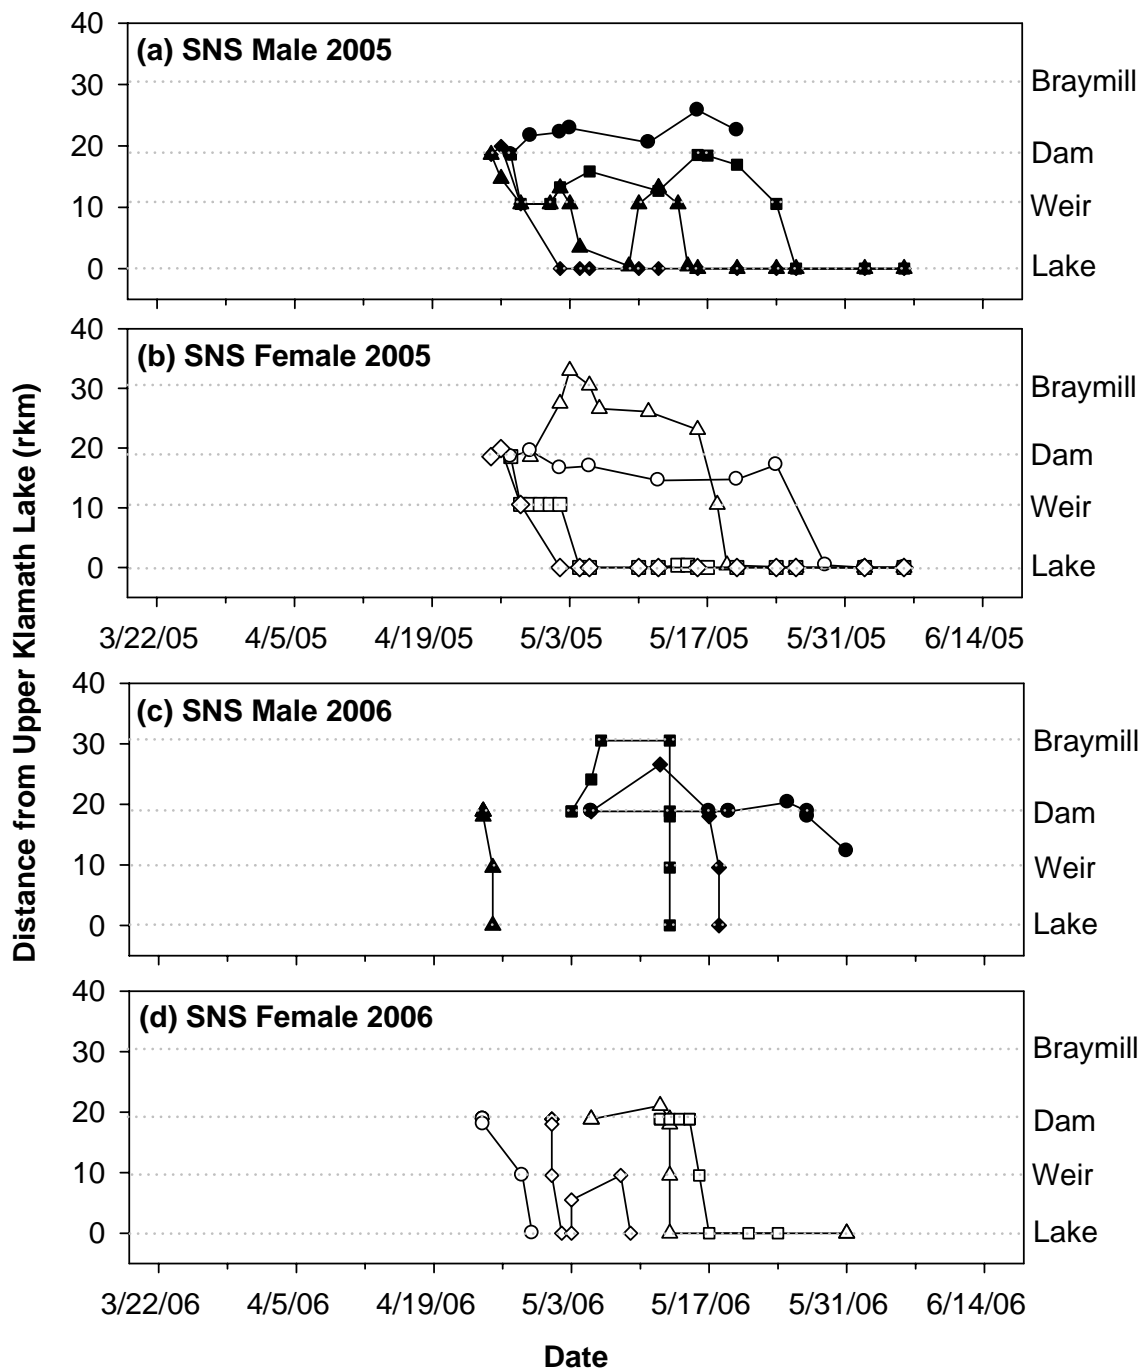 Distance from Upper Klamath Lake (rkm)
40
(a) SNS Male 2005
30
Braymill
20
Dam
10
Weir
0
Lake
40
(b) SNS Female 2005
30
Braymill
20
Dam
10
Weir
0
Lake
3/22/05 4/5/05 4/19/05 5/3/05 5/17/05 5/31/05 6/14/05
40
(c) SNS Male 2006
30
Braymill
20
Dam
10
Weir
0
Lake
40
(d) SNS Female 2006
30
Braymill
20
Dam
10
Weir
0
Lake
3/22/06 4/5/06 4/19/06 5/3/06 5/17/06 5/31/06 6/14/06
Date